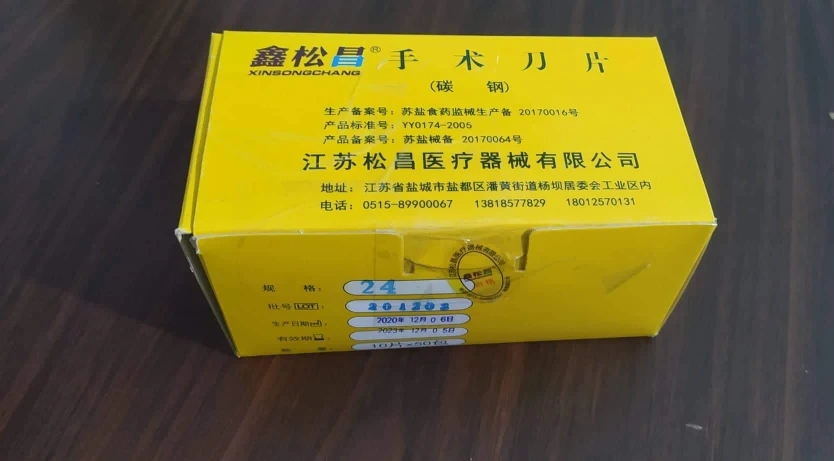 鑫松昌® 手术刀片
XINSONGCHANG
(碳 钢)
生产备案号：苏盐食药监械生产备 20170016号
产品标准号：YY0174-2005
产品备案号：苏盐械备 20170064号
江苏松昌医疗器械有限公司
地址：江苏省盐城市盐都区潘黄街道杨坝居委会工业区内
电话：0515-89900067 13818577829 18012570131
鑫松昌
规 格： 24
批号 LOT： 201202
生产日期： 2020年 12月 06日
有效期： 2023年 12月 05日
数 量： 10片×50包